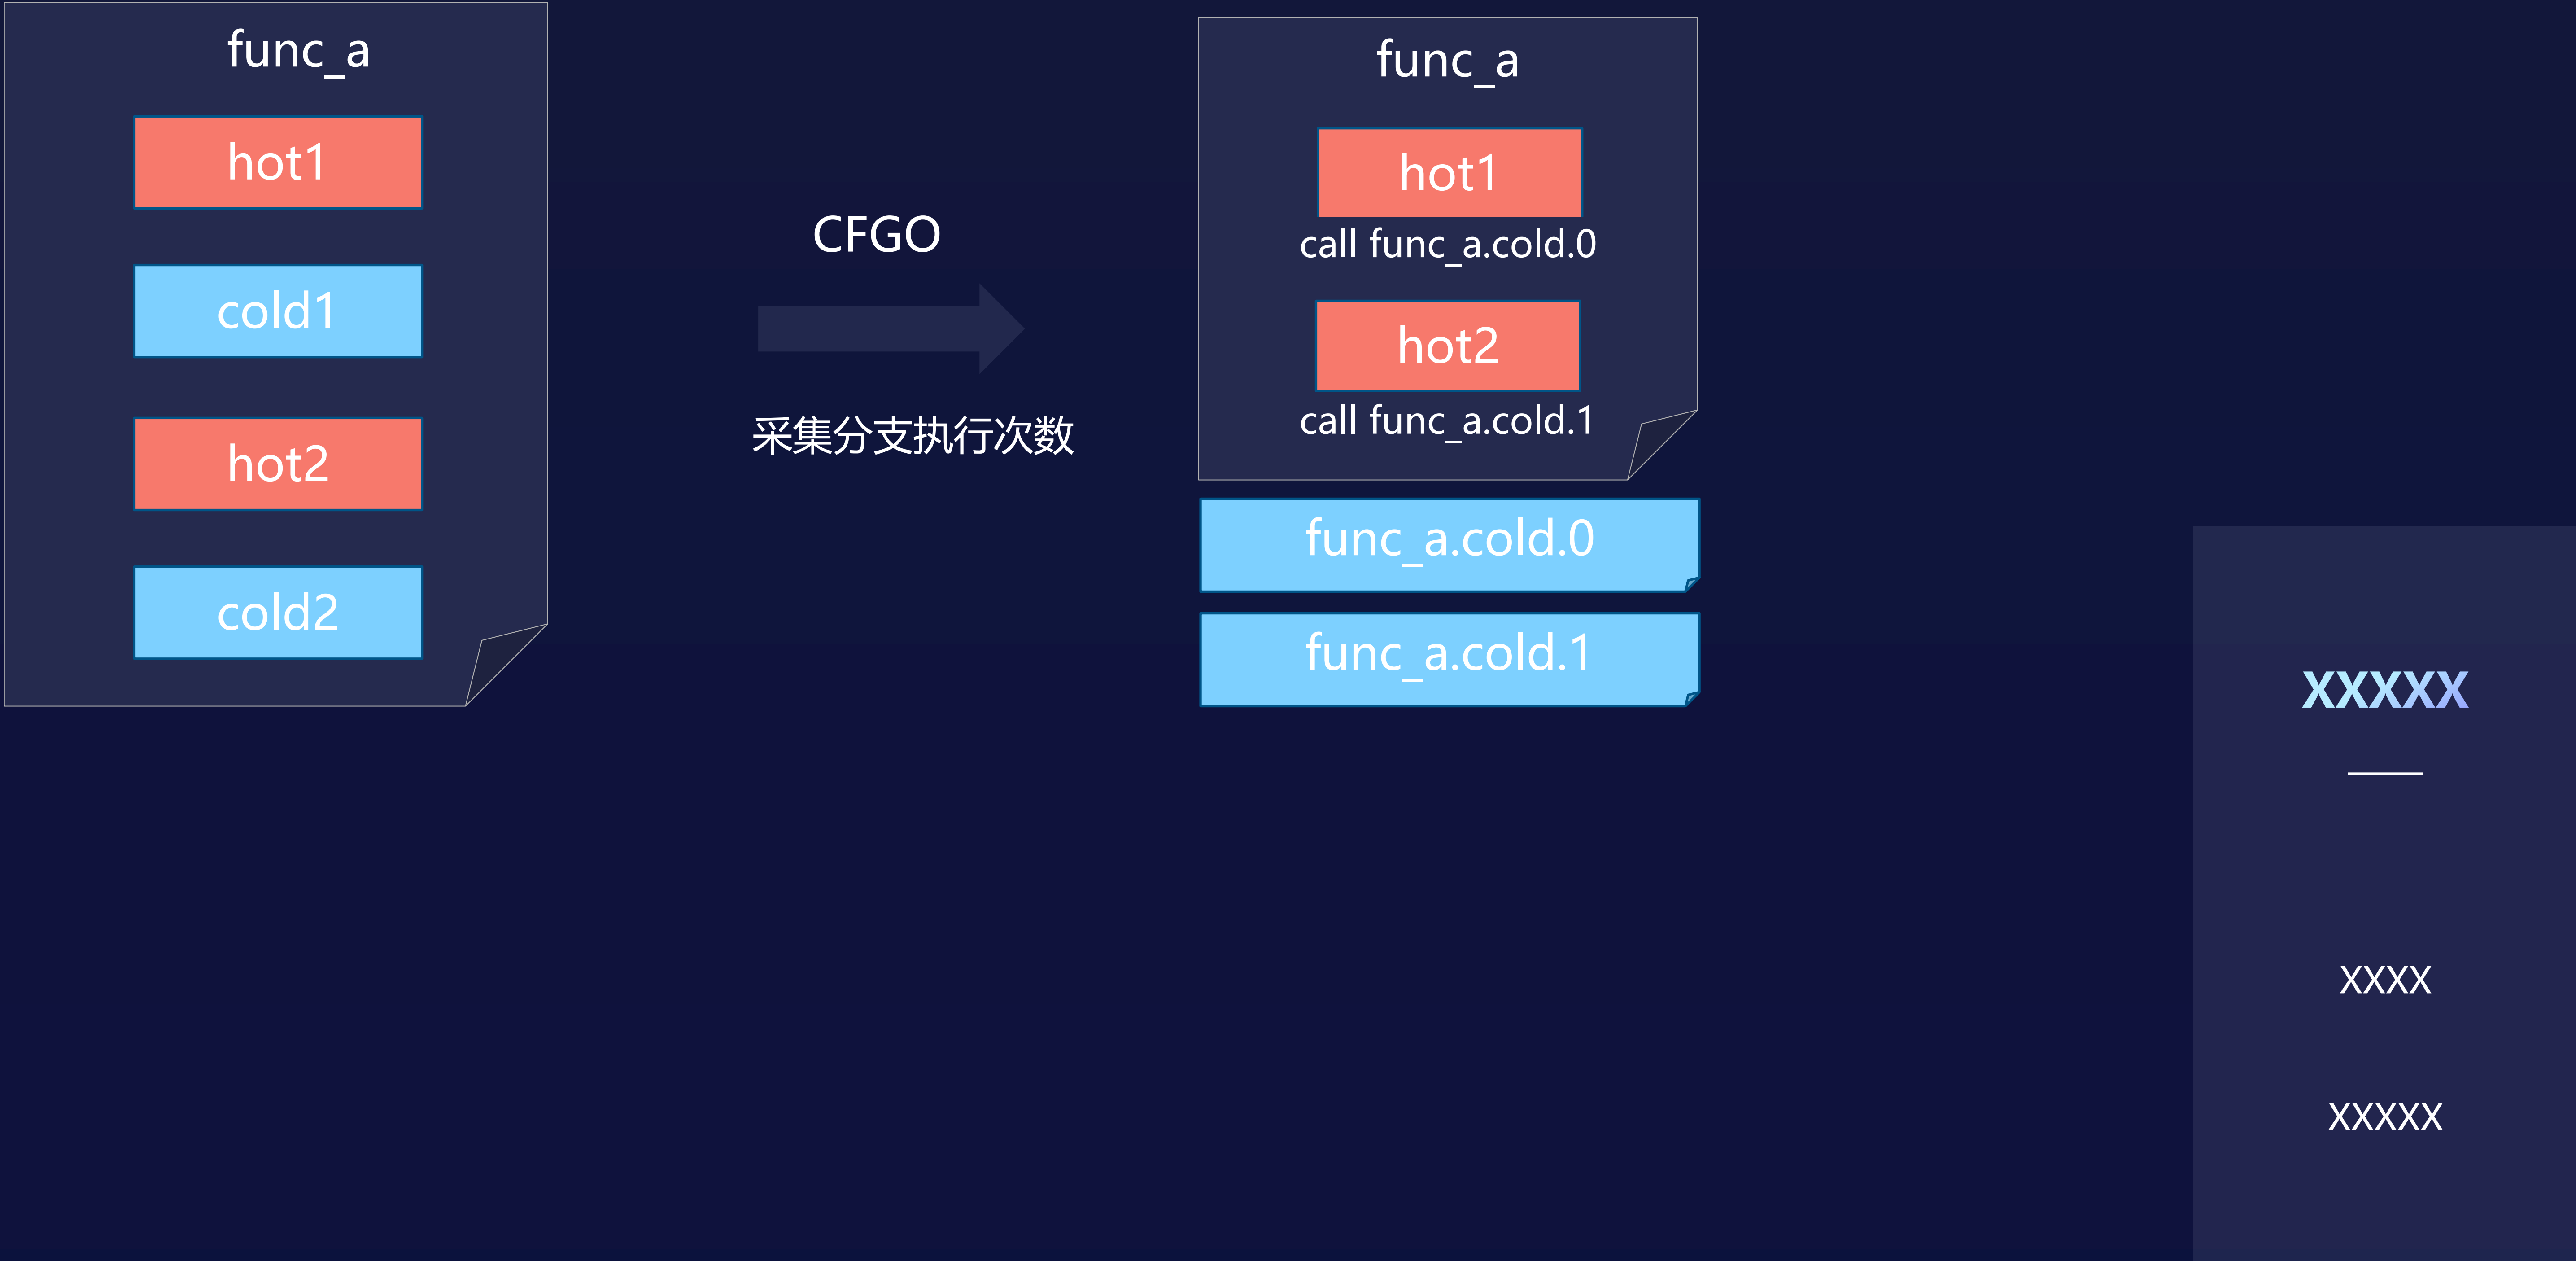 func_a
hot1
cold1
hot2
cold2
CFGO
采集分支执行次数
func_a
hot1
call func_a.cold.0
hot2
call func_a.cold.1
func_a.cold.0
func_a.cold.1
XXXXX
XXXX
XXXXX